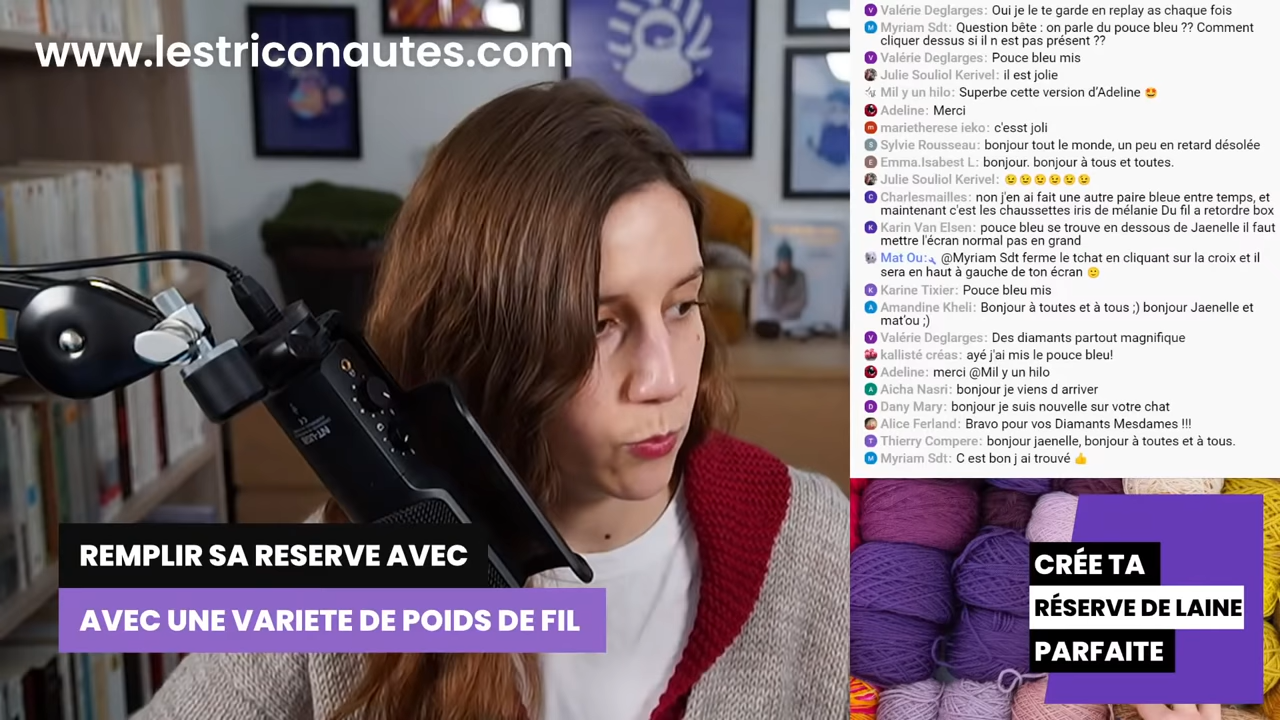 www.lestriconautes.com
NT-USB
REMPLIR SA RESERVE AVEC
AVEC UNE VARIETE DE POIDS DE FIL
Valérie Deglarges: Oui je le te garde en replay as chaque fois
Myriam Sdt: Question bête : on parle du pouce bleu ?? Comment
cliquer dessus si il n est pas présent ??
Valérie Deglarges: Pouce bleu mis
Julie Souliol Kerivel: il est jolie
Mil y un hilo: Superbe cette version d'Adeline 🤩
Adeline: Merci
marietherese ieko: c'esst joli
Sylvie Rousseau: bonjour tout le monde, un peu en retard désolée
Emma.Isabest L: bonjour. bonjour à tous et toutes.
Julie Souliol Kerivel: 😉😉😉😉😉😉
Charlesmailles: non j'en ai fait une autre paire bleue entre temps, et
maintenant c'est les chaussettes iris de mélanie Du fil a retordre box
Karin Van Elsen: pouce bleu se trouve en dessous de Jaenelle il faut
mettre l'écran normal pas en grand
Mat Ou: @Myriam Sdt ferme le tchat en cliquant sur la croix et il
sera en haut à gauche de ton écran 🙂
Karine Tixier: Pouce bleu mis
Amandine Kheli: Bonjour à toutes et à tous ;) bonjour Jaenelle et
mat'ou ;)
Valérie Deglarges: Des diamants partout magnifique
kallisté créas: ayé j'ai mis le pouce bleu!
Adeline: merci @Mil y un hilo
Aicha Nasri: bonjour je viens d arriver
Dany Mary: bonjour je suis nouvelle sur votre chat
Alice Ferland: Bravo pour vos Diamants Mesdames !!!
Thierry Compere: bonjour jaenelle, bonjour à toutes et à tous.
Myriam Sdt: C est bon j ai trouvé 👍
CRÉE TA
RÉSERVE DE LAINE
PARFAITE